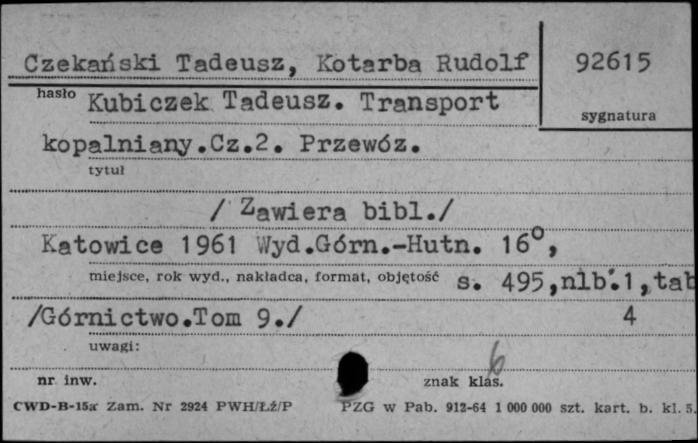 Czekański Tadeusz, Kotarba Rudolf 92615
hasło Kubiczek Tadeusz. Transport sygnatura
kopalniany.Cz.2. Przewóz.
tytuł
/ Zawiera bibl./
Katowice 1961 Wyd.Górn.-Hutn. 16°,
miejsce, rok wyd., nakładca, format, objętość s. 495,nlb.1,tab
/Górnictwo.Tom 9./ 4
uwagi:
6
nr inw. znak klas.
CWD-B-15a Zam. Nr 2924 PWH/Łź/P PZG w Pab. 912-64 1 000 000 szt. kart. b. kl. 5.